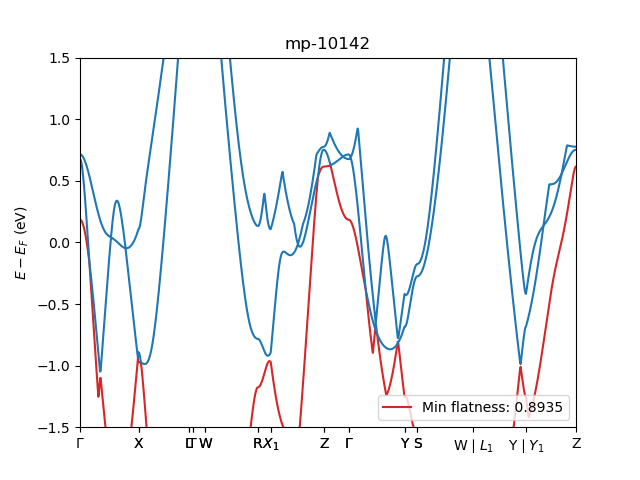 mp-10142
1.5
1.0
0.5
0.0
−0.5
−1.0
−1.5
E − E_F (eV)
Min flatness: 0.8935
Γ X T W R X₁ Z Γ Y S W | L₁ Y | Y₁ Z